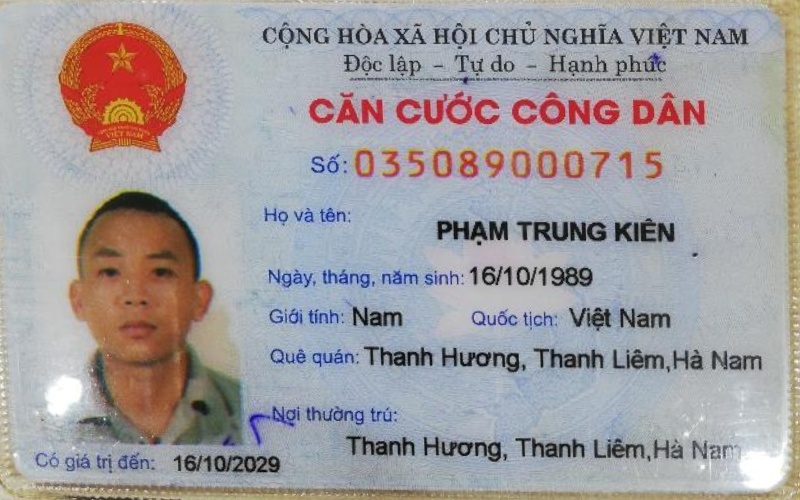 CỘNG HÒA XÃ HỘI CHỦ NGHĨA VIỆT NAM
Độc lập - Tự do - Hạnh phúc
CĂN CƯỚC CÔNG DÂN
Số: 035089000715
Họ và tên:
PHẠM TRUNG KIÊN
Ngày, tháng, năm sinh: 16/10/1989
Giới tính: Nam Quốc tịch: Việt Nam
Quê quán: Thanh Hương, Thanh Liêm,Hà Nam
Nơi thường trú:
Thanh Hương, Thanh Liêm,Hà Nam
Có giá trị đến: 16/10/2029
VIỆT NAM